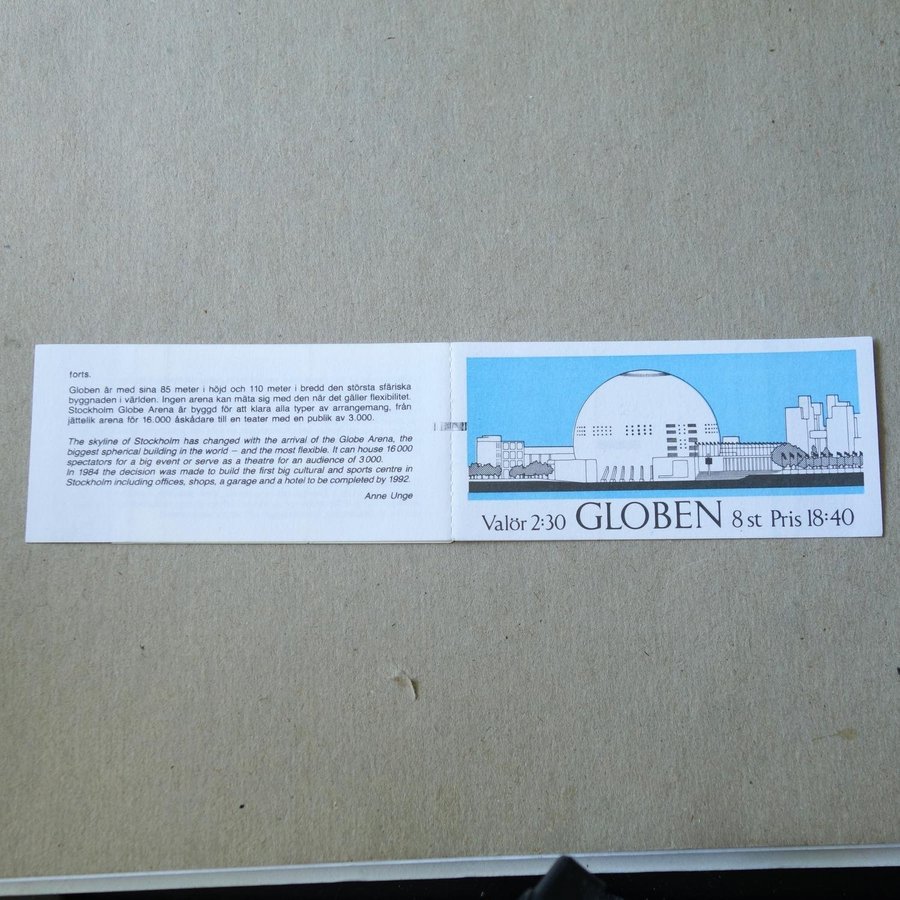 forts.
Globen är med sina 85 meter i höjd och 110 meter i bredd den största sfäriska
byggnaden i världen. Ingen arena kan mäta sig med den när det gäller flexibilitet.
Stockholm Globe Arena är byggd för att klara alla typer av arrangemang, från
jättelik arena för 16.000 åskådare till en teater med en publik av 3.000.
The skyline of Stockholm has changed with the arrival of the Globe Arena, the
biggest spherical building in the world – and the most flexible. It can house 16 000
spectators for a big event or serve as a theatre for an audience of 3 000.
In 1984 the decision was made to build the first big cultural and sports centre in
Stockholm including offices, shops, a garage and a hotel to be completed by 1992.
Anne Unge
Valör 2:30 GLOBEN 8 st Pris 18:40